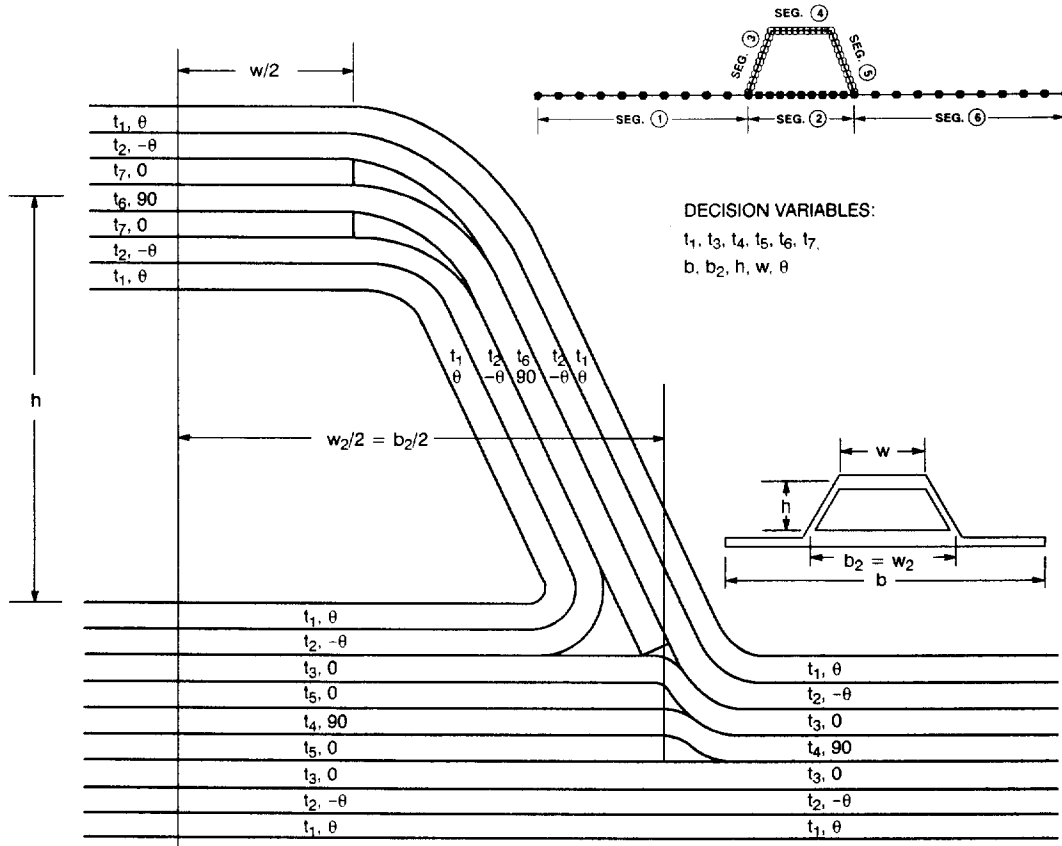 SEG. ④
SEG. ③
SEG. ⑤
SEG. ①
SEG. ②
SEG. ⑥
w/2
t₁, θ
t₂, -θ
t₇, 0
t₆, 90
t₇, 0
t₂, -θ
t₁, θ
h
DECISION VARIABLES:
t₁, t₃, t₄, t₅, t₆, t₇,
b, b₂, h, w, θ
t₁ t₂ t₆ t₂ t₁
θ -θ 90 -θ θ
w₂/2 = b₂/2
w
h
b₂ = w₂
b
t₁, θ
t₂, -θ
t₃, 0
t₅, 0
t₄, 90
t₅, 0
t₃, 0
t₂, -θ
t₁, θ
t₁, θ
t₂, -θ
t₃, 0
t₄, 90
t₃, 0
t₂, -θ
t₁, θ